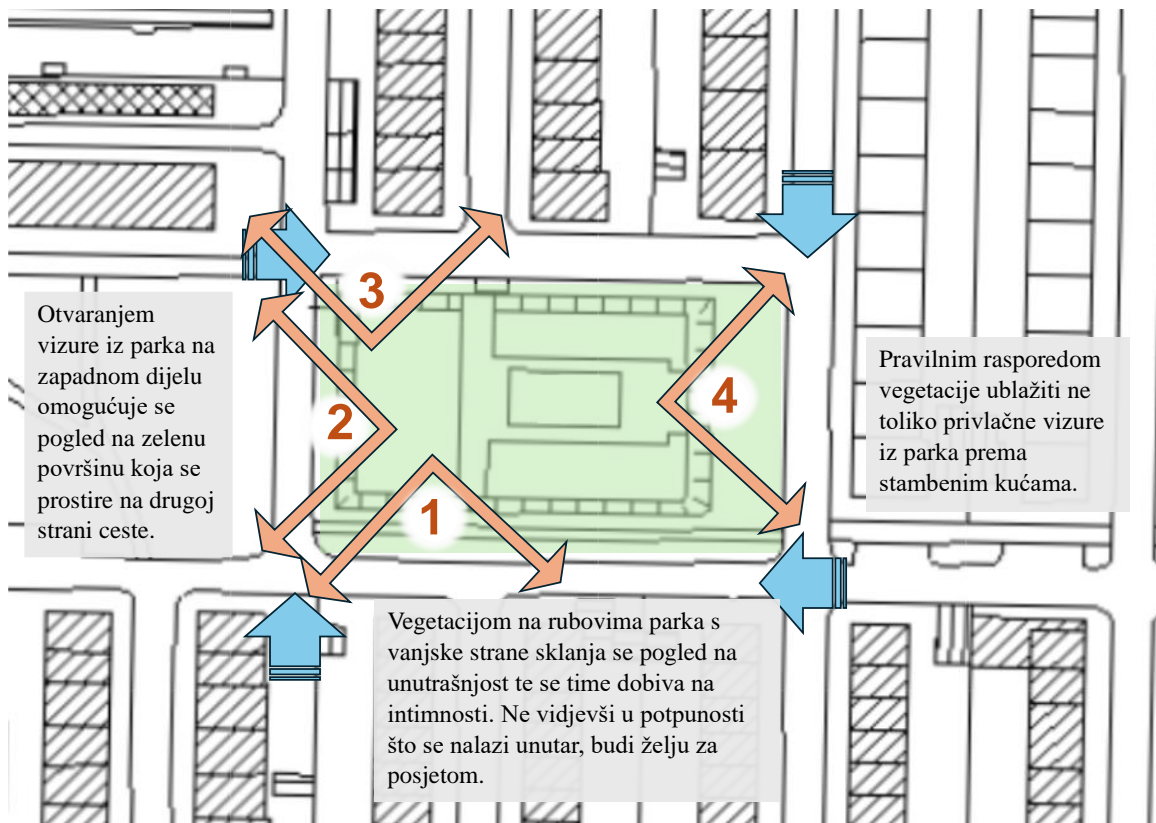 3
Otvaranjem
vizure iz parka na
zapadnom dijelu
omogućuje se
pogled na zelenu
površinu koja se
prostire na drugoj
strani ceste.
2
4
Pravilnim rasporedom
vegetacije ublažiti ne
toliko privlačne vizure
iz parka prema
stambenim kućama.
1
Vegetacijom na rubovima parka s
vanjske strane sklanja se pogled na
unutrašnjost te se time dobiva na
intimnosti. Ne vidjevši u potpunosti
što se nalazi unutar, budi želju za
posjetom.